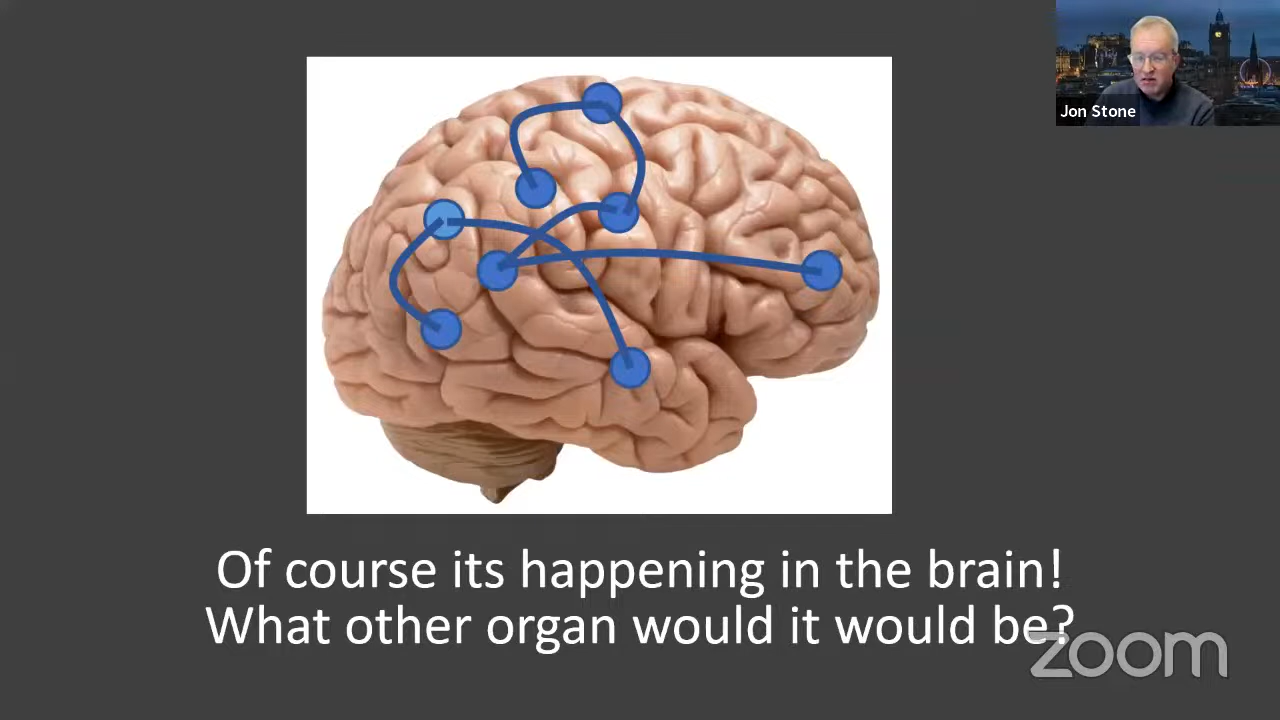 Jon Stone
Of course its happening in the brain!
What other organ would it would be?
zoom